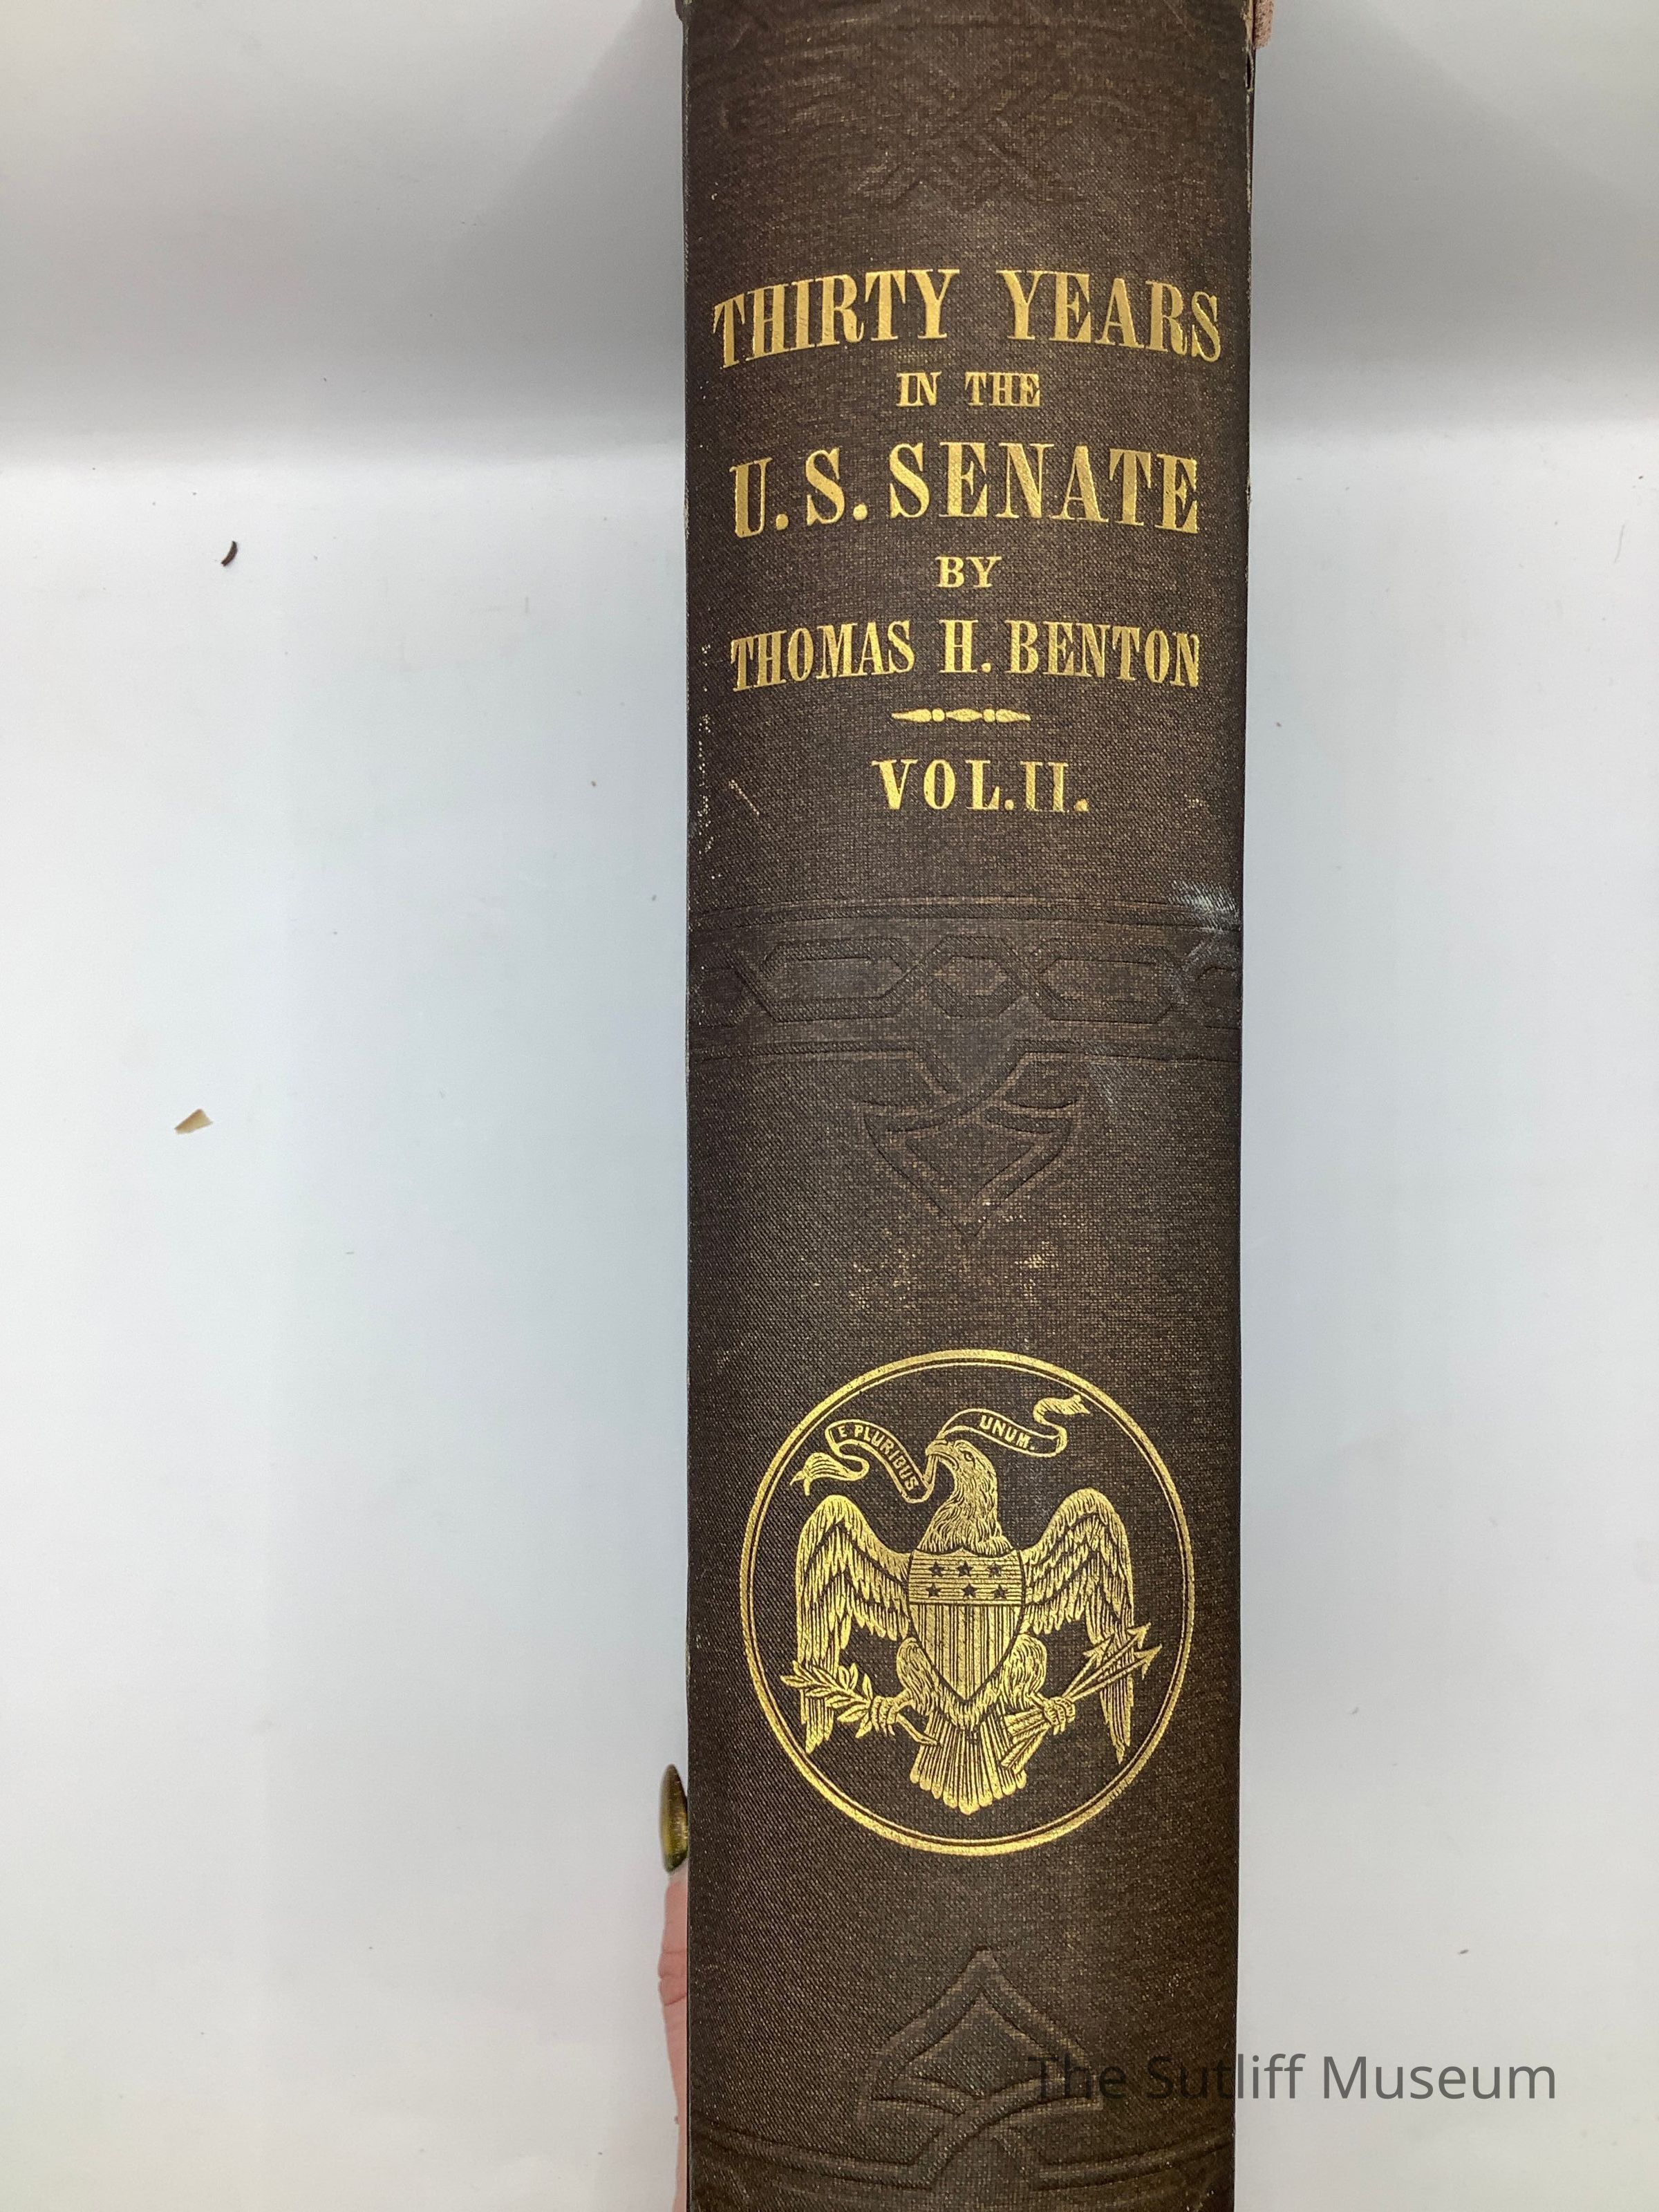 THIRTY YEARS
IN THE
U.S. SENATE
BY
THOMAS H. BENTON
VOL.II.
E PLURIBUS UNUM.
The Sutliff Museum